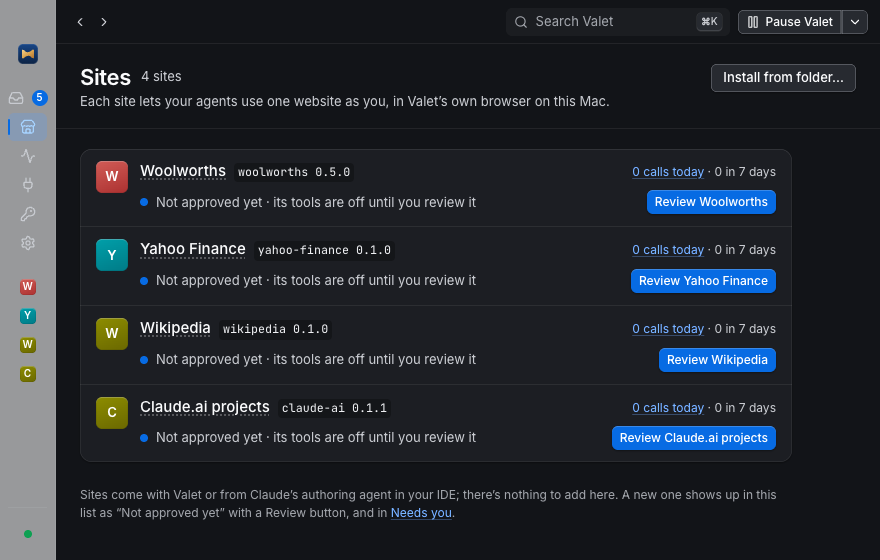 Search Valet
⌘K
Pause Valet
5
Sites
4 sites
Install from folder...
Each site lets your agents use one website as you, in Valet’s own browser on this Mac.
W
Woolworths
woolworths 0.5.0
0 calls today · 0 in 7 days
Not approved yet · its tools are off until you review it
Review Woolworths
Y
Yahoo Finance
yahoo-finance 0.1.0
0 calls today · 0 in 7 days
Not approved yet · its tools are off until you review it
Review Yahoo Finance
W
Wikipedia
wikipedia 0.1.0
0 calls today · 0 in 7 days
Not approved yet · its tools are off until you review it
Review Wikipedia
C
Claude.ai projects
claude-ai 0.1.1
0 calls today · 0 in 7 days
Not approved yet · its tools are off until you review it
Review Claude.ai projects
W
Y
W
C
Sites come with Valet or from Claude’s authoring agent in your IDE; there’s nothing to add here. A new one shows up in this
list as “Not approved yet” with a Review button, and in Needs you.